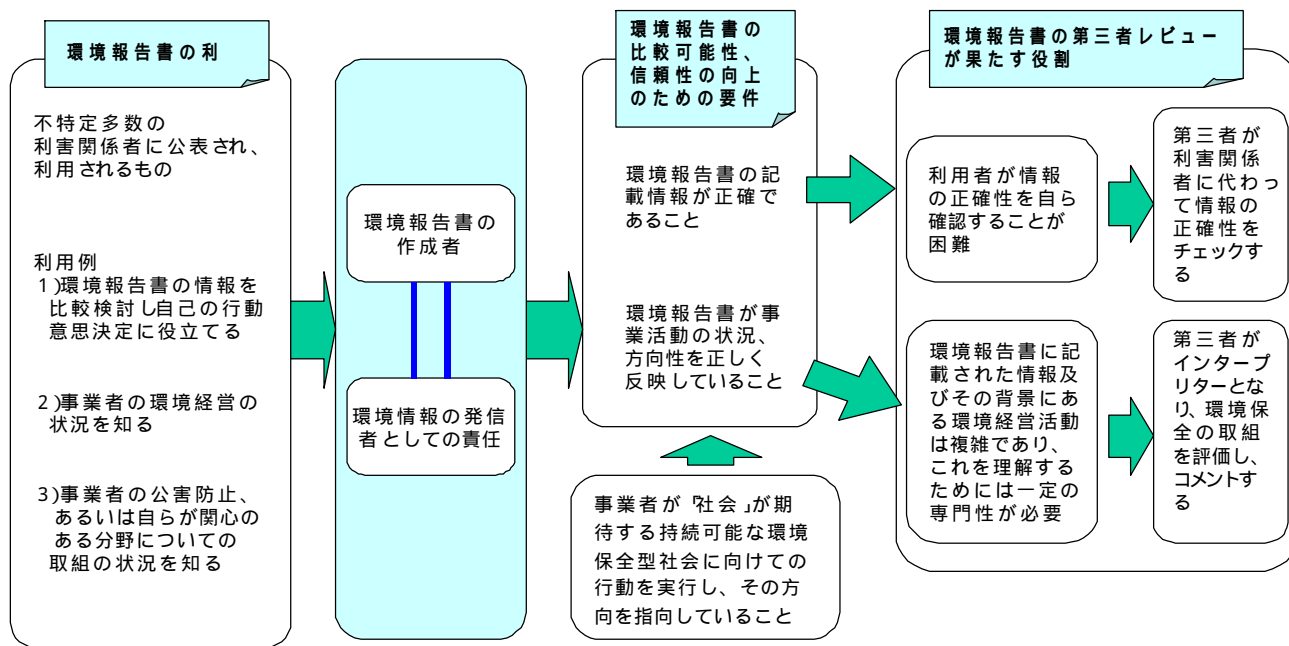 環境報告書の利
不特定多数の
利害関係者に公表され、
利用されるもの
利用例
1)環境報告書の情報を
比較検討し自己の行動
意思決定に役立てる
2)事業者の環境経営の
状況を知る
3)事業者の公害防止、
あるいは自らが関心の
ある分野についての
取組の状況を知る
環境報告書の
作成者
環境情報の発信
者としての責任
環境報告書の
比較可能性、
信頼性の向上
のための要件
環境報告書の記
載情報が正確で
あること
環境報告書が事
業活動の状況、
方向性を正しく
反映していること
事業者が「社会」が期
待する持続可能な環境
保全型社会に向けての
行動を実行し、その方
向を指向していること
環境報告書の第三者レビュー
が果たす役割
利用者が情報
の正確性を自ら
確認することが
困難
第三者が
利害関係
者に代わっ
て情報の
正確性を
チェックす
る
環境報告書に記
載された情報及
びその背景にあ
る環境経営活動
は複雑であり、
これを理解する
ためには一定の
専門性が必要
第三者が
インタープ
リターとな
り、環境保
全の取組
を評価し、
コメントす
る